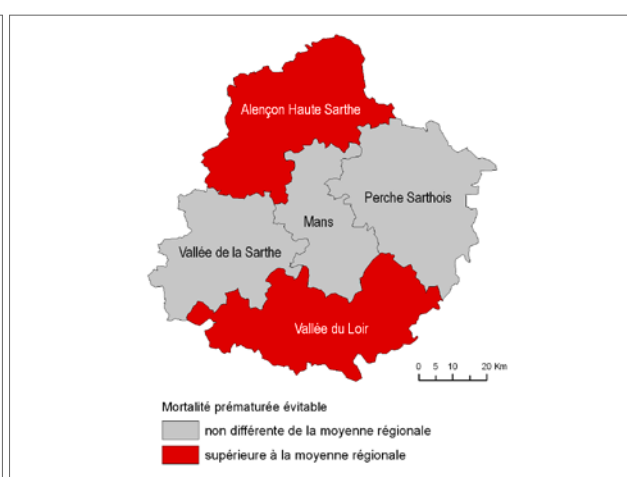 Alençon Haute Sarthe
Perche Sarthois
Mans
Vallée de la Sarthe
Vallée du Loir
0 5 10 20 Km
Mortalité prématurée évitable
non différente de la moyenne régionale
supérieure à la moyenne régionale